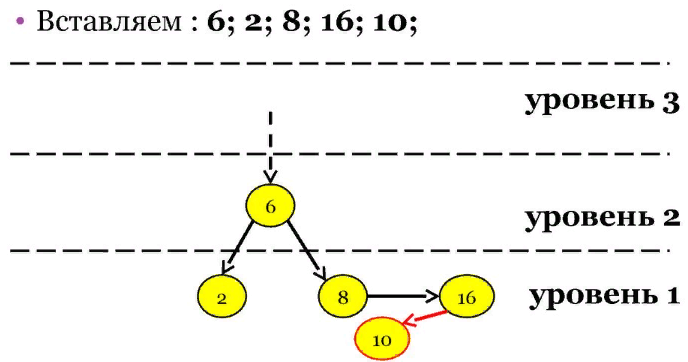 • Вставляем : 6; 2; 8; 16; 10;
уровень 3
6
уровень 2
2 8 16 уровень 1
10